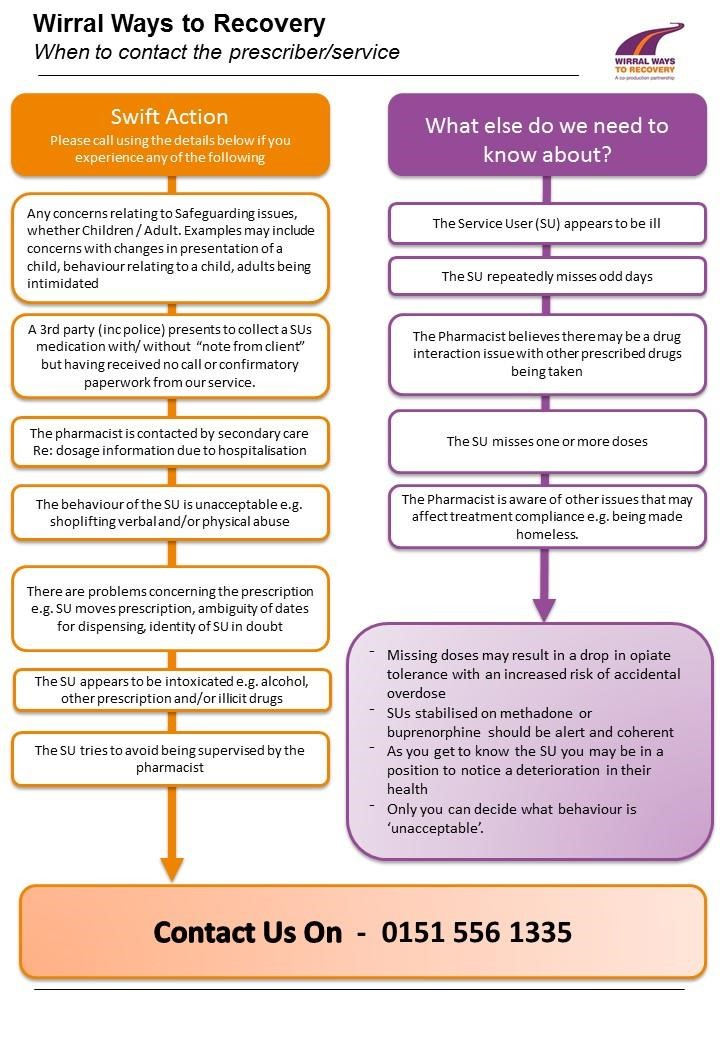 Wirral Ways to Recovery
When to contact the prescriber/service
WIRRAL WAYS
TO RECOVERY
A co-production partnership
Swift Action
Please call using the details below if you
experience any of the following
Any concerns relating to Safeguarding issues,
whether Children / Adult. Examples may include
concerns with changes in presentation of a
child, behaviour relating to a child, adults being
intimidated
A 3rd party (inc police) presents to collect a SUs
medication with/ without “note from client”
but having received no call or confirmatory
paperwork from our service.
The pharmacist is contacted by secondary care
Re: dosage information due to hospitalisation
The behaviour of the SU is unacceptable e.g.
shoplifting verbal and/or physical abuse
There are problems concerning the prescription
e.g. SU moves prescription, ambiguity of dates
for dispensing, identity of SU in doubt
The SU appears to be intoxicated e.g. alcohol,
other prescription and/or illicit drugs
The SU tries to avoid being supervised by the
pharmacist
What else do we need to
know about?
The Service User (SU) appears to be ill
The SU repeatedly misses odd days
The Pharmacist believes there may be a drug
interaction issue with other prescribed drugs
being taken
The SU misses one or more doses
The Pharmacist is aware of other issues that may
affect treatment compliance e.g. being made
homeless.
- Missing doses may result in a drop in opiate
tolerance with an increased risk of accidental
overdose
- SUs stabilised on methadone or
buprenorphine should be alert and coherent
- As you get to know the SU you may be in a
position to notice a deterioration in their
health
- Only you can decide what behaviour is
‘unacceptable’.
Contact Us On - 0151 556 1335